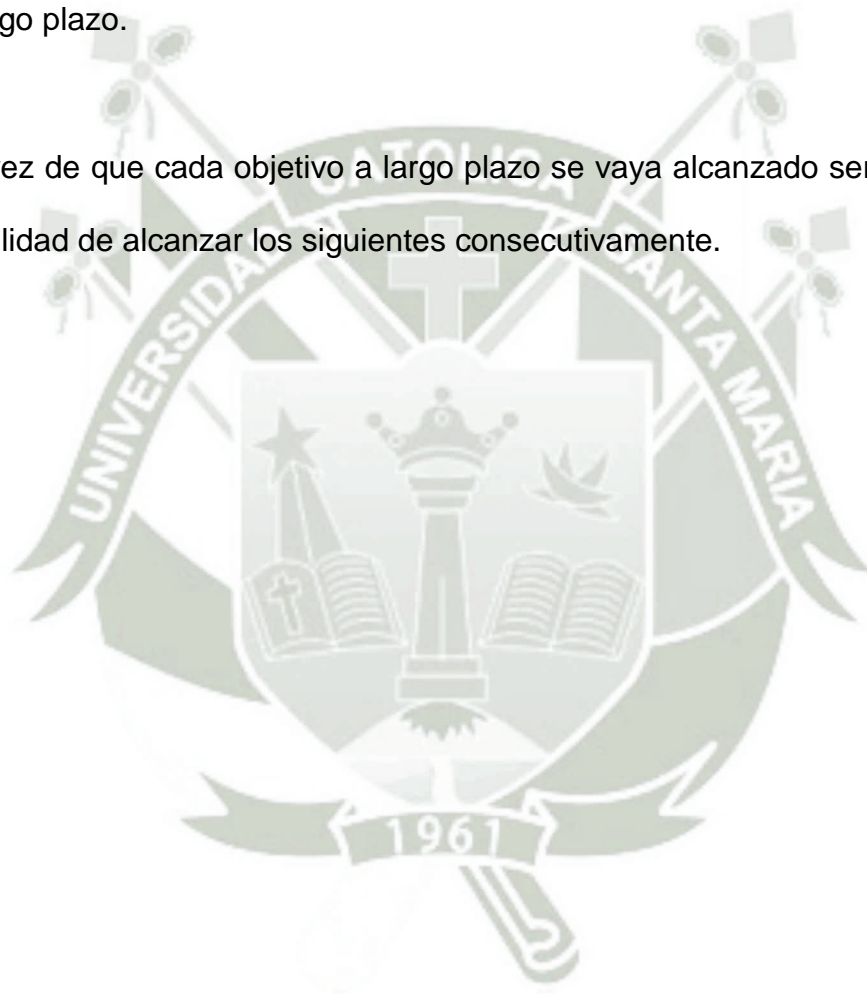 go plazo.
ez de que cada objetivo a largo plazo se vaya alcanzado ser
lidad de alcanzar los siguientes consecutivamente.
UNIVERSIDAD CATOLICA SANTA MARIA
1961